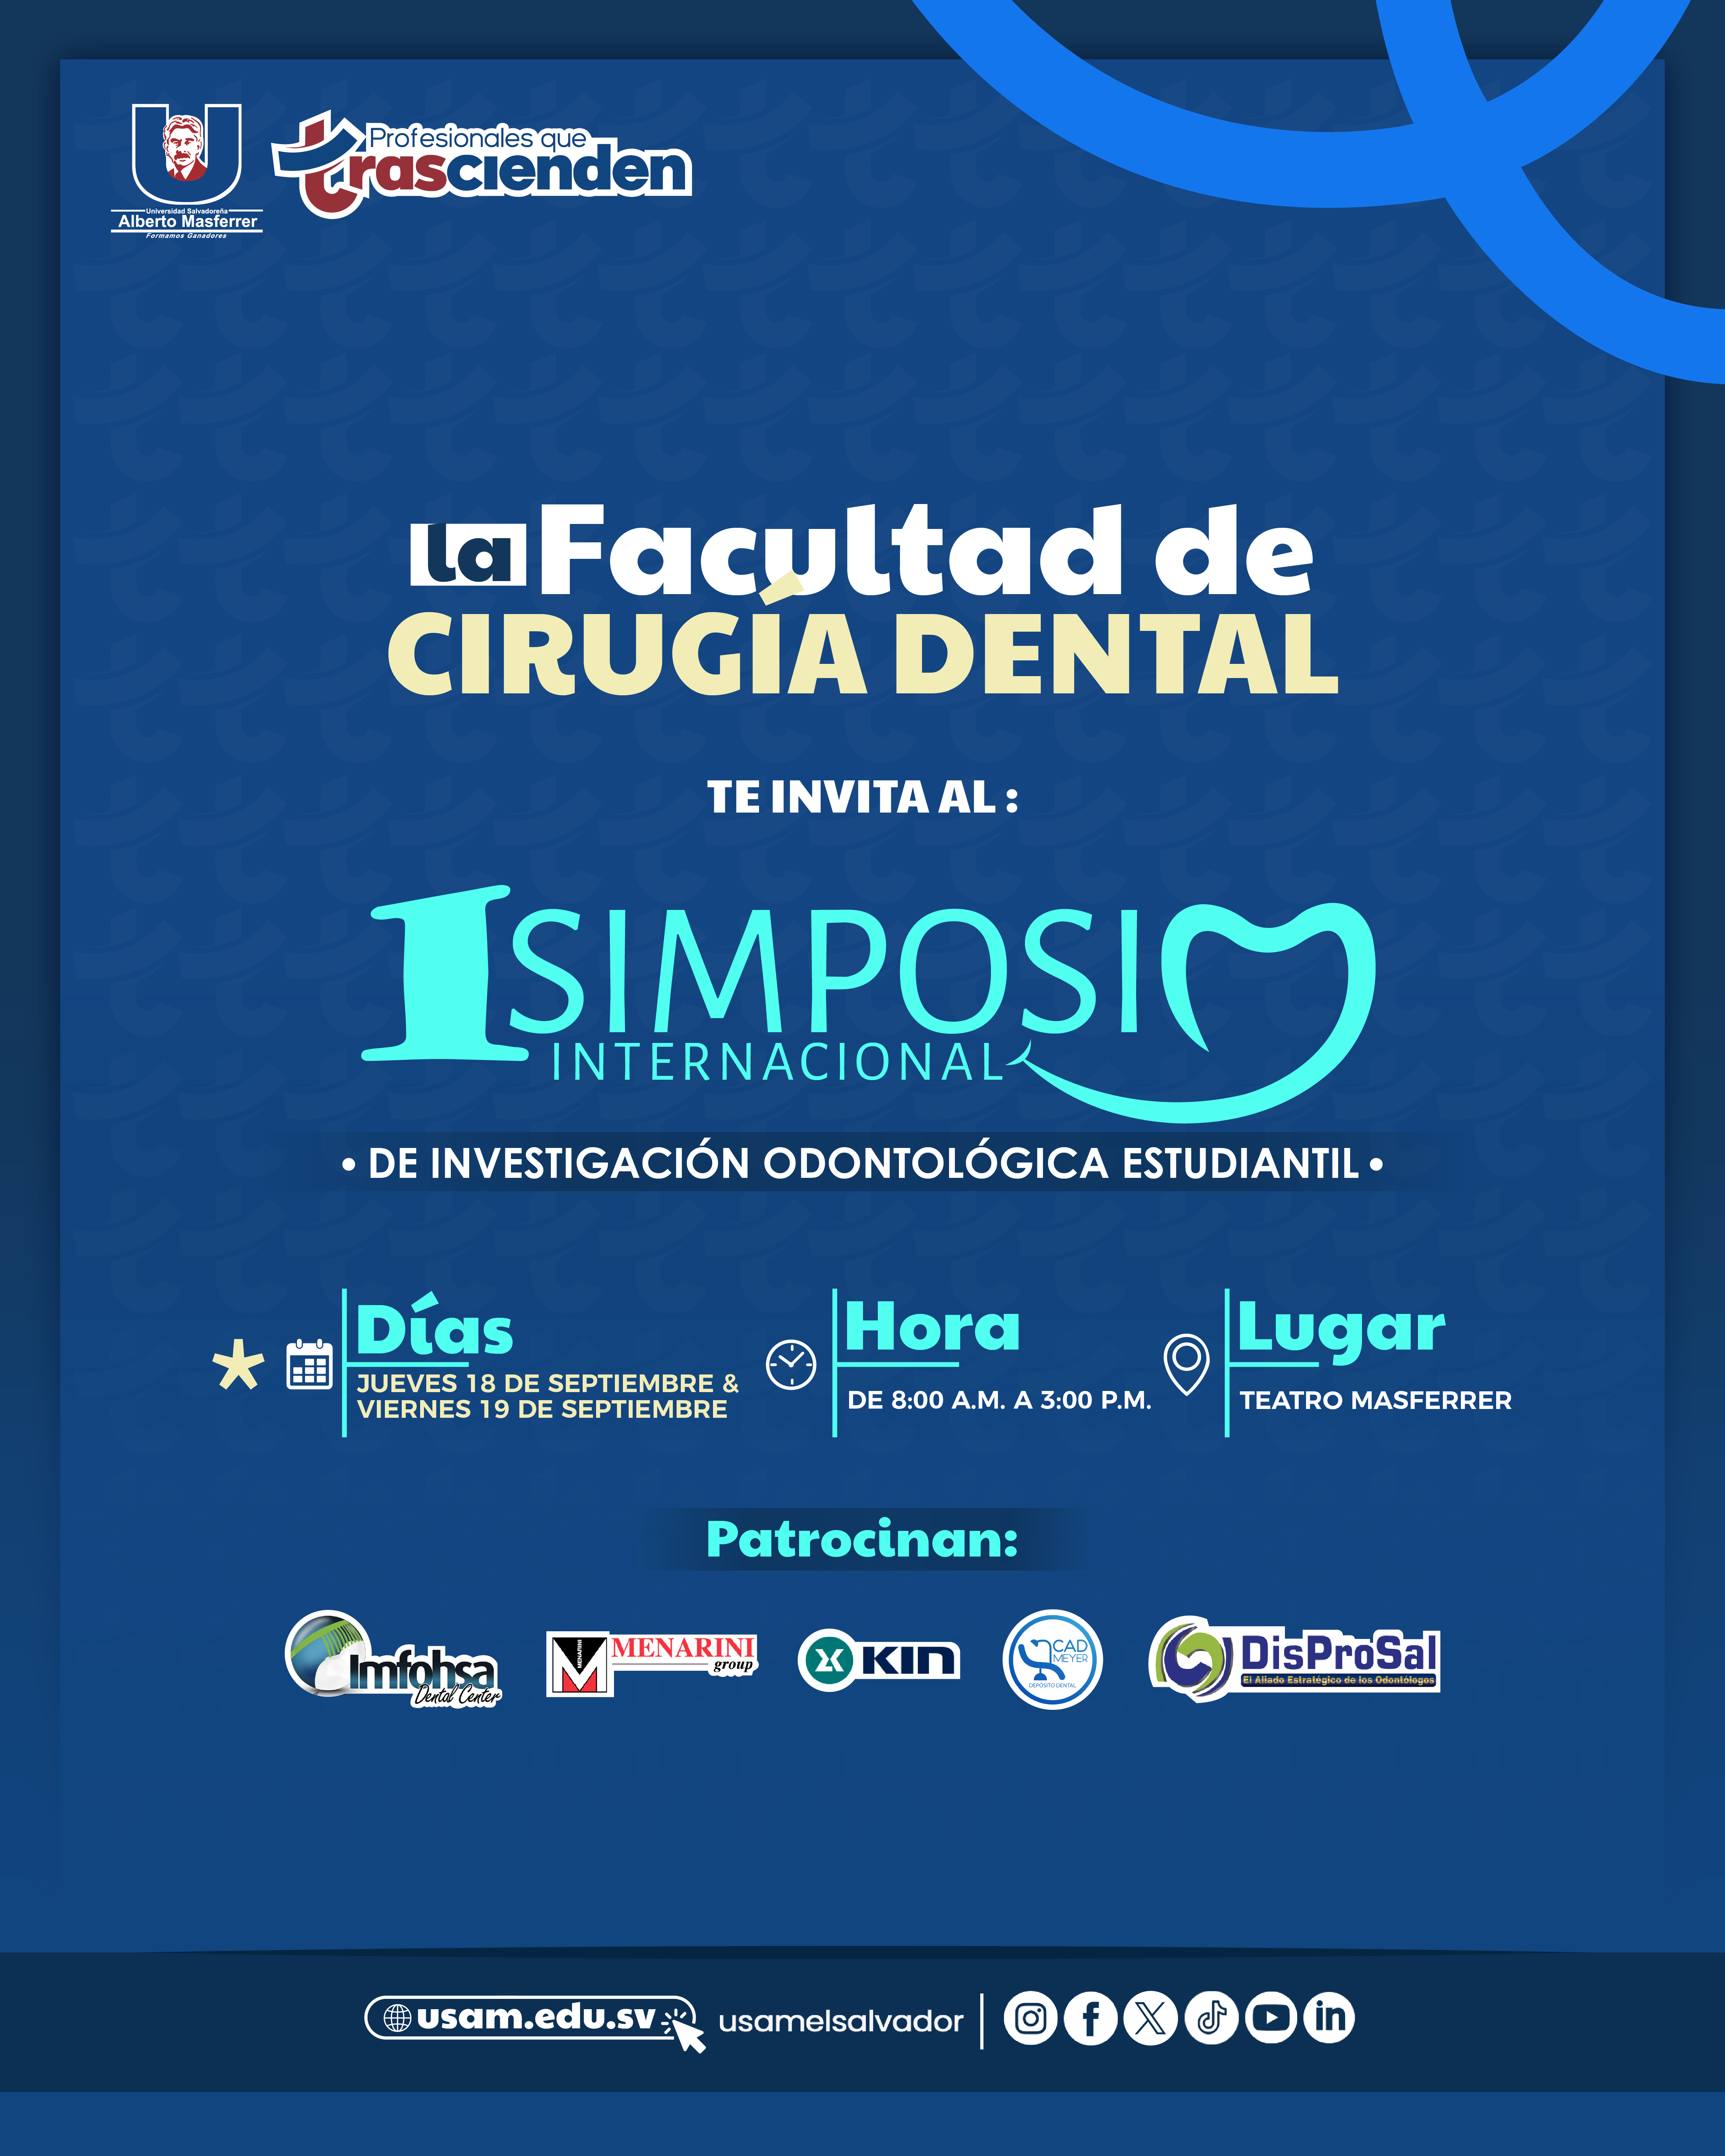 Universidad Salvadoreña
Alberto Masferrer
Formamos Ganadores
Profesionales que
trascienden
la Facultad de
CIRUGÍA DENTAL
TE INVITA AL :
I SIMPOSIO
INTERNACIONAL
• DE INVESTIGACIÓN ODONTOLÓGICA ESTUDIANTIL •
Días
JUEVES 18 DE SEPTIEMBRE &
VIERNES 19 DE SEPTIEMBRE
Hora
DE 8:00 A.M. A 3:00 P.M.
Lugar
TEATRO MASFERRER
Patrocinan:
Imfohsa
Dental Center
MENARINI
MENARINI
group
KIN
CAD
MEYER
DEPOSITO DENTAL
DisProSal
El Aliado Estratégico de los Odontólogos
usam.edu.sv
usamelsalvador